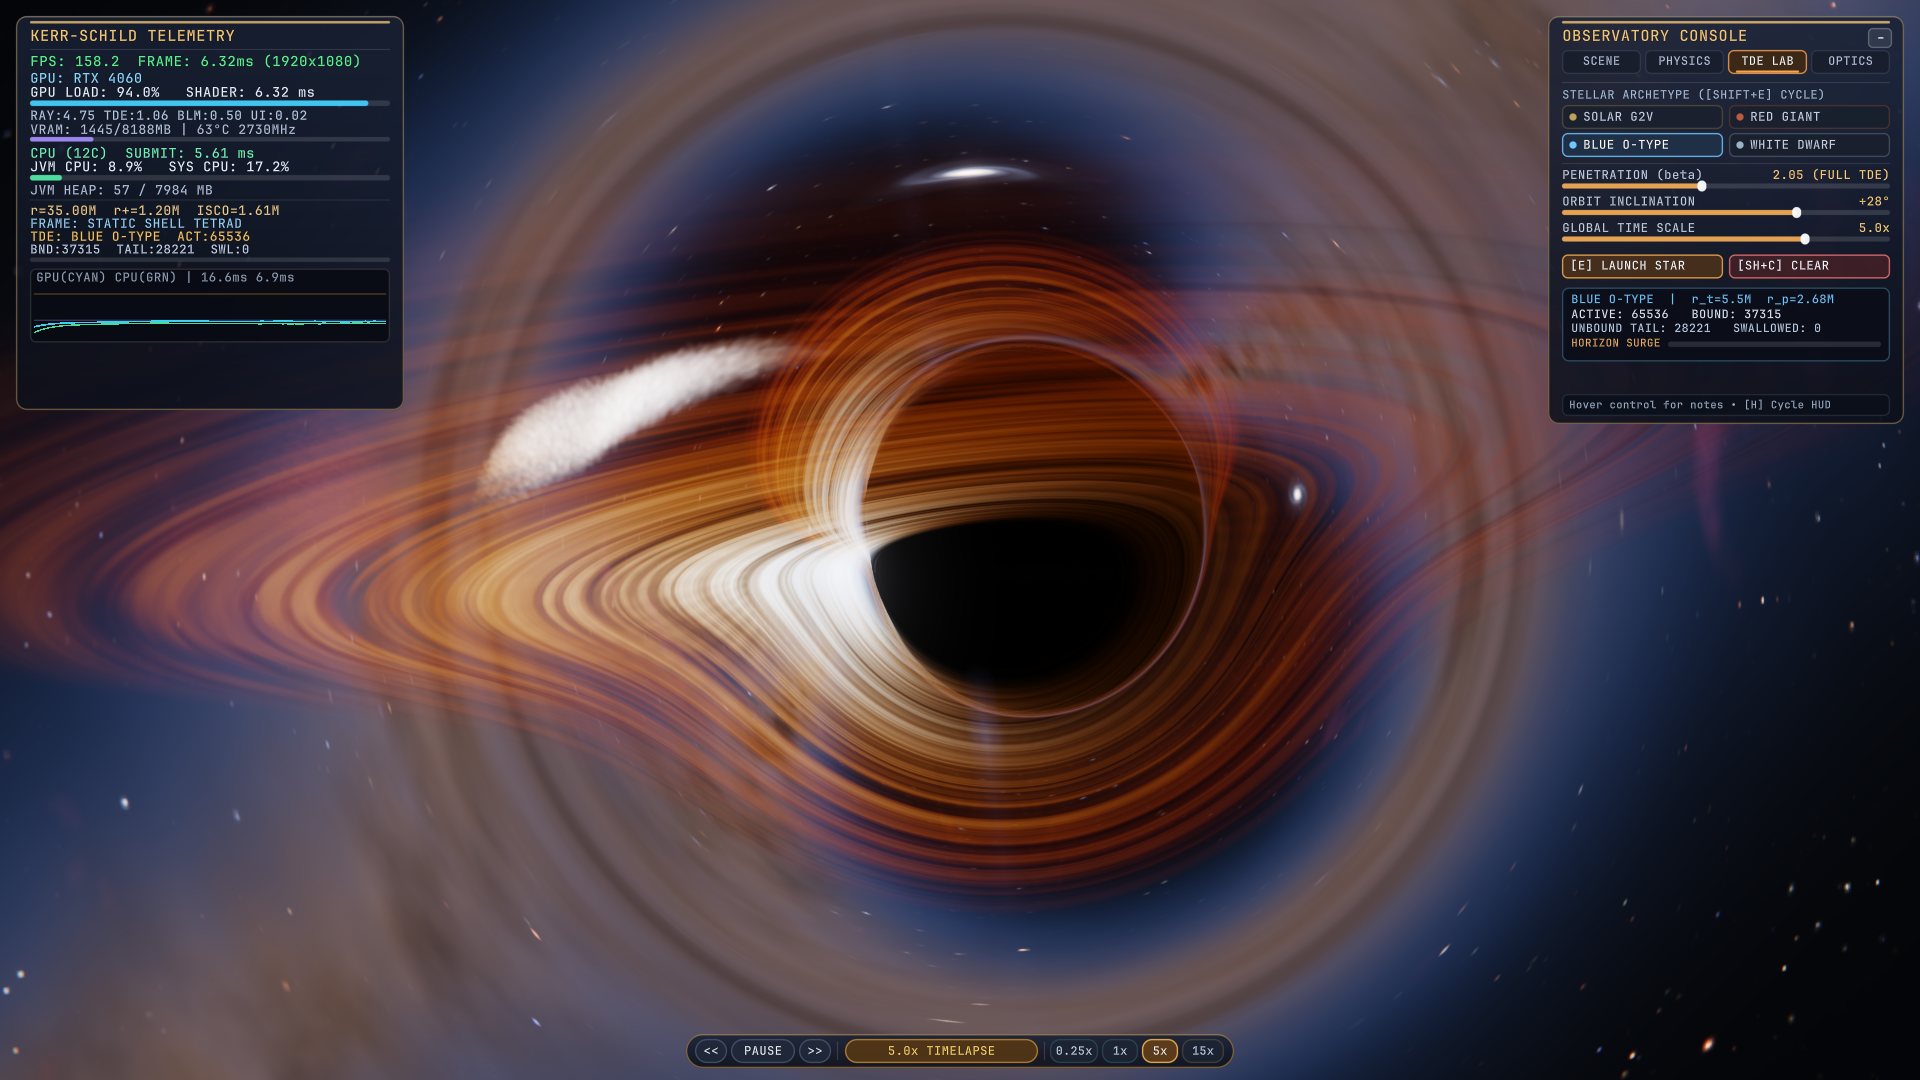 KERR-SCHILD TELEMETRY
FPS: 158.2  FRAME: 6.32ms (1920x1080)
GPU: RTX 4060
GPU LOAD: 94.0%   SHADER: 6.32 ms
RAY:4.75 TDE:1.06 BLM:0.50 UI:0.02
VRAM: 1445/8188MB | 63°C 2730MHz
CPU (12C)  SUBMIT: 5.61 ms
JVM CPU: 8.9%   SYS CPU: 17.2%
JVM HEAP: 57 / 7984 MB
r=35.00M  r+=1.20M  ISCO=1.61M
FRAME: STATIC SHELL TETRAD
TDE: BLUE O-TYPE  ACT:65536
BND:37315  TAIL:28221  SWL:0
GPU(CYAN) CPU(GRN) | 16.6ms 6.9ms
OBSERVATORY CONSOLE
-
SCENE PHYSICS TDE LAB OPTICS
STELLAR ARCHETYPE ([SHIFT+E] CYCLE)
SOLAR G2V RED GIANT
BLUE O-TYPE WHITE DWARF
PENETRATION (beta) 2.05 (FULL TDE)
ORBIT INCLINATION +28°
GLOBAL TIME SCALE 5.0x
[E] LAUNCH STAR [SH+C] CLEAR
BLUE O-TYPE  |  r_t=5.5M  r_p=2.68M
ACTIVE: 65536   BOUND: 37315
UNBOUND TAIL: 28221   SWALLOWED: 0
HORIZON SURGE
Hover control for notes • [H] Cycle HUD
<< PAUSE >> 5.0x TIMELAPSE 0.25x 1x 5x 15x